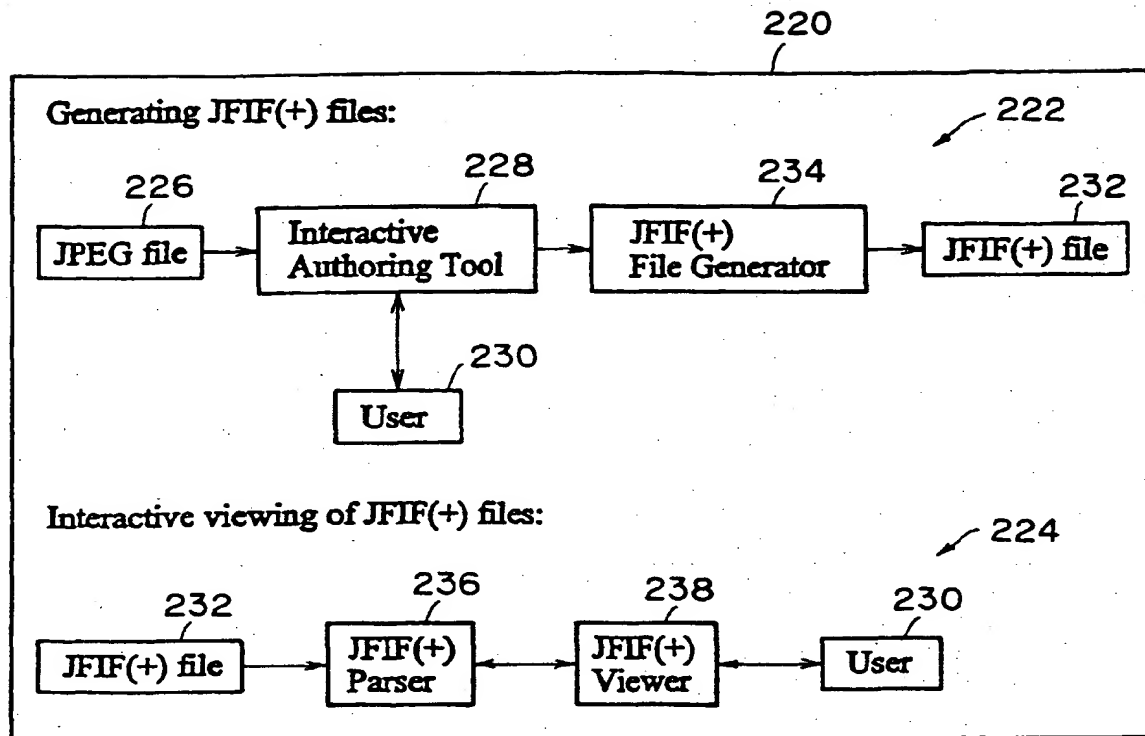 220
Generating JFIF(+) files:
222
226
228
234
232
JPEG file
Interactive
Authoring Tool
JFIF(+)
File Generator
JFIF(+) file
230
User
Interactive viewing of JFIF(+) files:
224
232
236
238
230
JFIF(+) file
JFIF(+)
Parser
JFIF(+)
Viewer
User